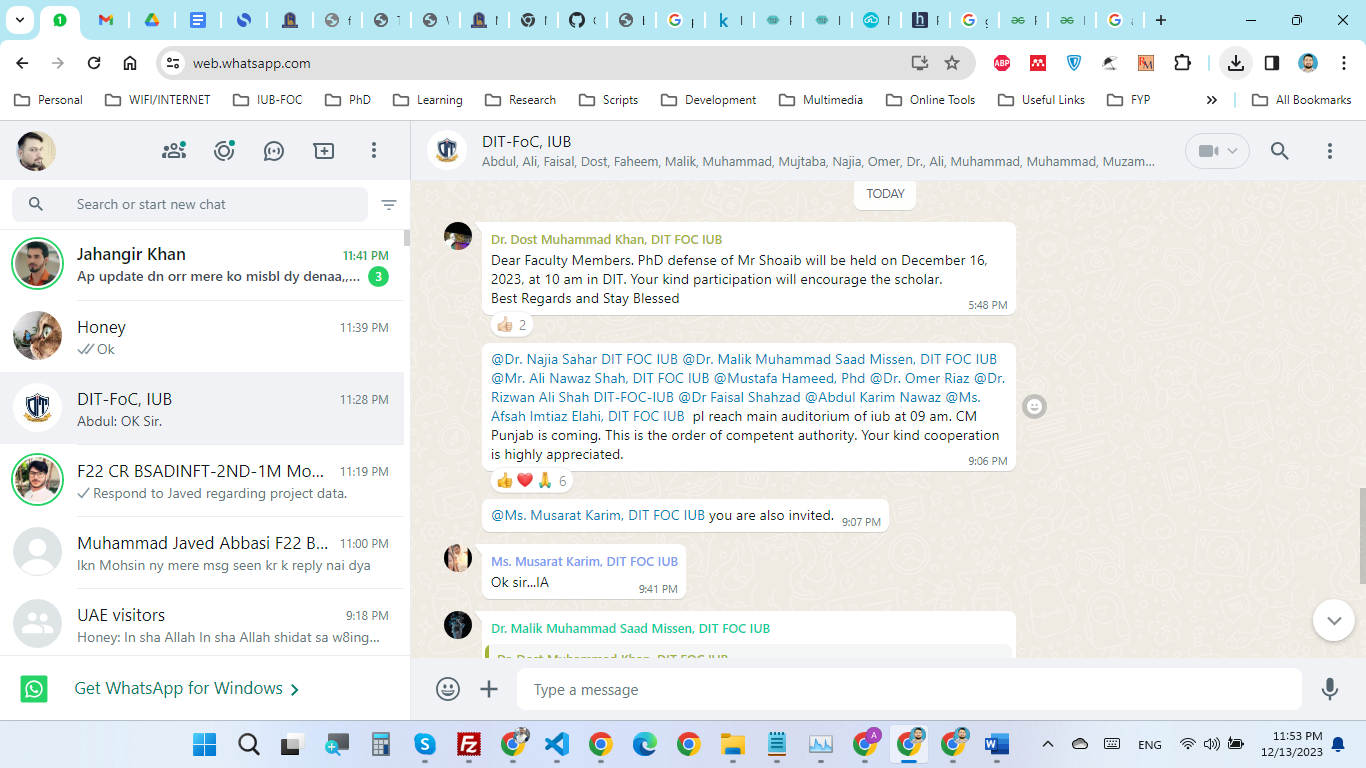 web.whatsapp.com
ABP
Personal
WIFI/INTERNET
IUB-FOC
PhD
Learning
Research
Scripts
Development
Multimedia
Online Tools
Useful Links
FYP
All Bookmarks
Search or start new chat
Jahangir Khan
11:41 PM
Ap update dn orr mere ko misbl dy denaa,,...
3
Honey
11:39 PM
Ok
DIT-FoC, IUB
11:28 PM
Abdul: OK Sir.
F22 CR BSADINFT-2ND-1M Mo...
11:19 PM
Respond to Javed regarding project data.
Muhammad Javed Abbasi F22 B...
11:00 PM
Ikn Mohsin ny mere msg seen kr k reply nai dya
UAE visitors
9:18 PM
Honey: In sha Allah In sha Allah shidat sa w8ing...
Get WhatsApp for Windows
DIT-FoC, IUB
Abdul, Ali, Faisal, Dost, Faheem, Malik, Muhammad, Mujtaba, Najia, Omer, Dr., Ali, Muhammad, Muhammad, Muzam...
TODAY
Dr. Dost Muhammad Khan, DIT FOC IUB
Dear Faculty Members. PhD defense of Mr Shoaib will be held on December 16,
2023, at 10 am in DIT. Your kind participation will encourage the scholar.
Best Regards and Stay Blessed
5:48 PM
2
@Dr. Najia Sahar DIT FOC IUB @Dr. Malik Muhammad Saad Missen, DIT FOC IUB
@Mr. Ali Nawaz Shah, DIT FOC IUB @Mustafa Hameed, Phd @Dr. Omer Riaz @Dr.
Rizwan Ali Shah DIT-FOC-IUB @Dr Faisal Shahzad @Abdul Karim Nawaz @Ms.
Afsah Imtiaz Elahi, DIT FOC IUB pl reach main auditorium of iub at 09 am. CM
Punjab is coming. This is the order of competent authority. Your kind cooperation
is highly appreciated.
9:06 PM
6
@Ms. Musarat Karim, DIT FOC IUB you are also invited.
9:07 PM
Ms. Musarat Karim, DIT FOC IUB
Ok sir...IA
9:41 PM
Dr. Malik Muhammad Saad Missen, DIT FOC IUB
Dr. Dost Muhammad Khan, DIT FOC IUB
Type a message
ENG
11:53 PM
12/13/2023